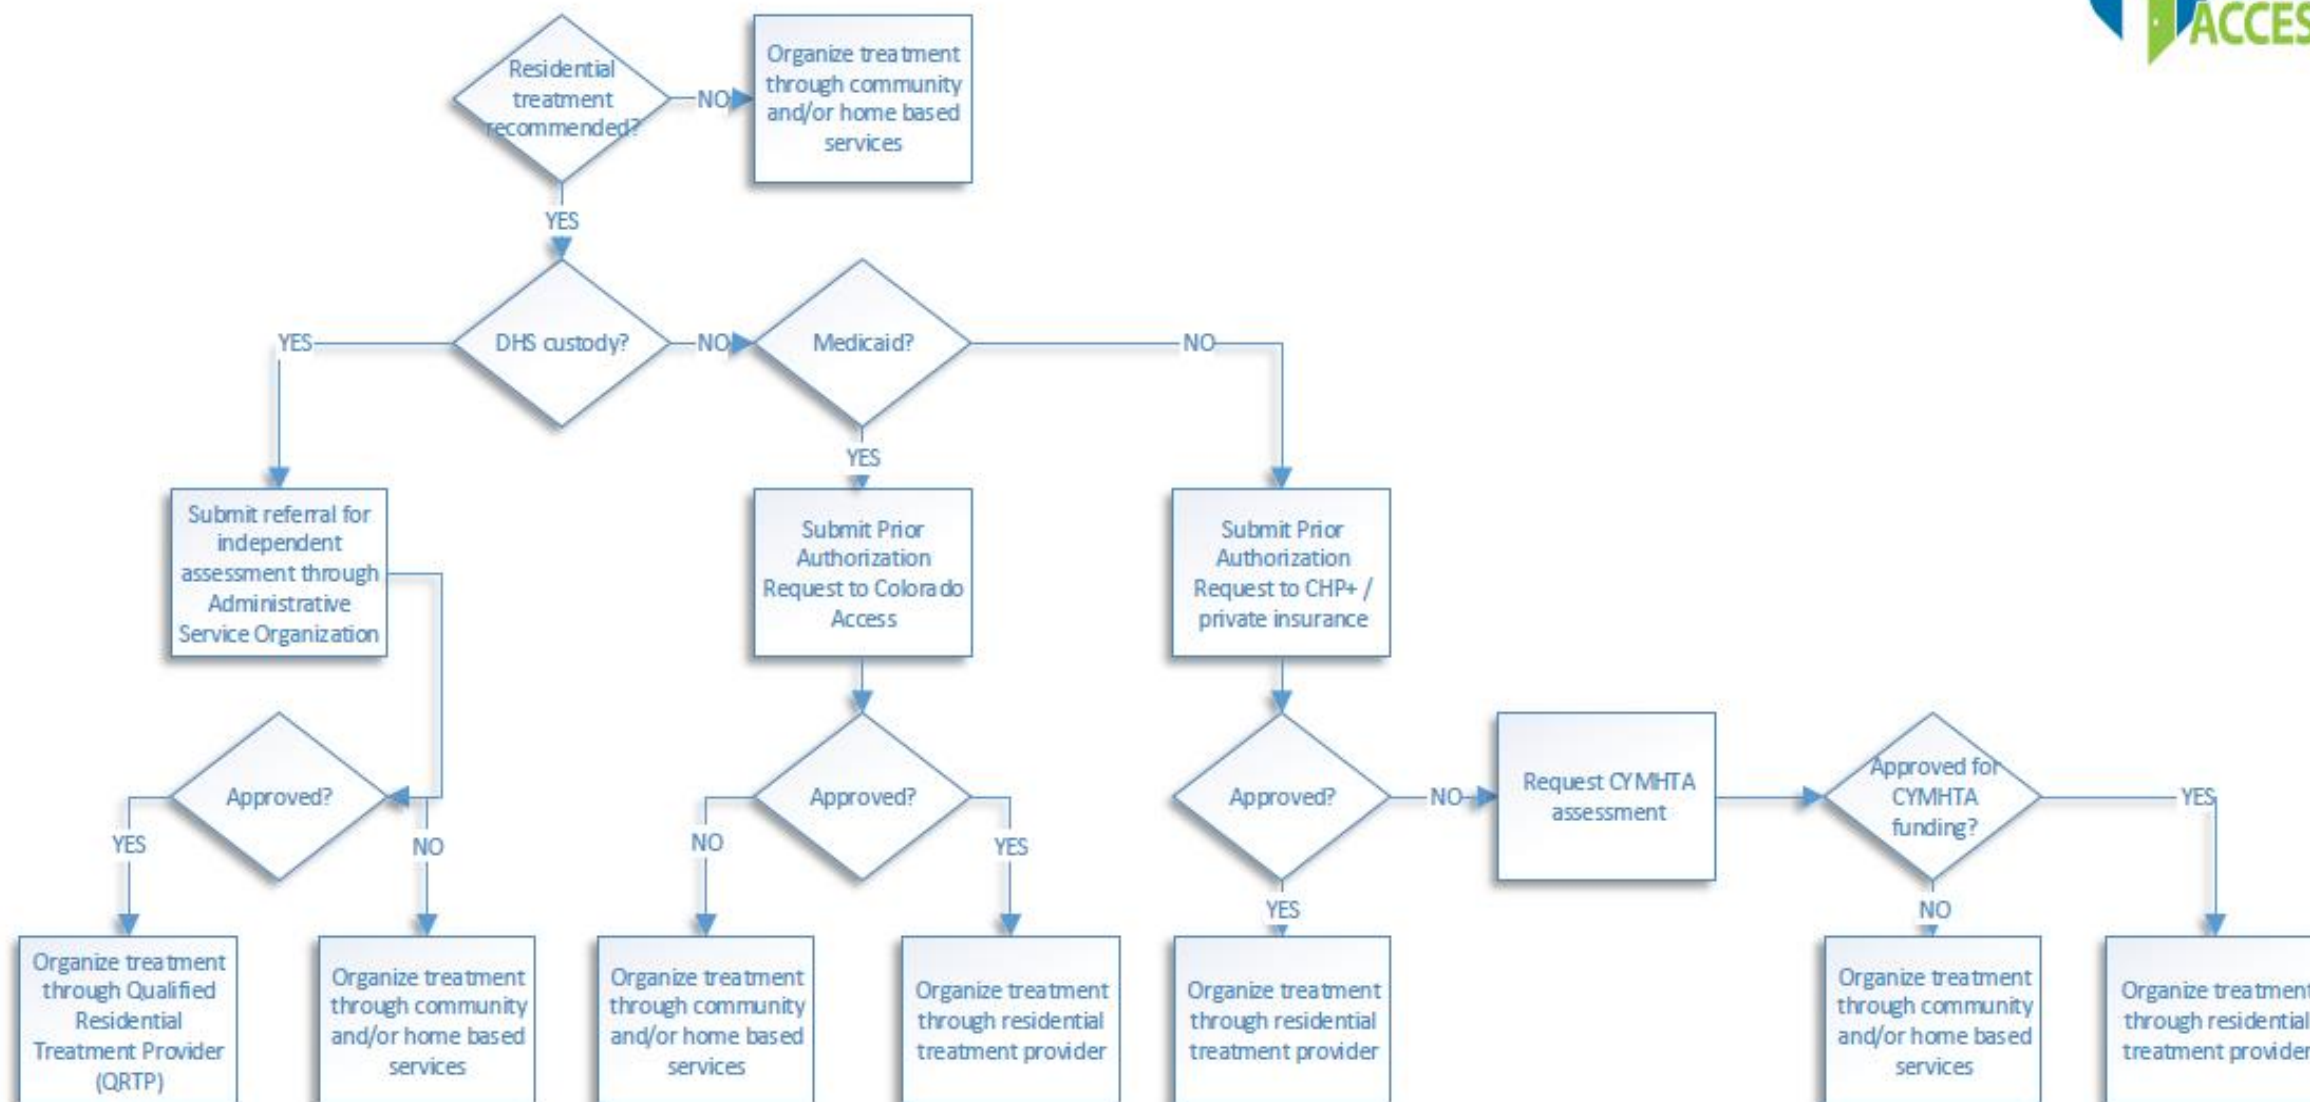 ACCES
Residential
treatment
recommended?
NO
Organize treatment
through community
and/or home based
services
YES
DHS custody?
YES
NO
Medicaid?
NO
YES
Submit referral for
independent
assessment through
Administrative
Service Organization
Submit Prior
Authorization
Request to Colorado
Access
Submit Prior
Authorization
Request to CHP+ /
private insurance
Approved?
YES
NO
Approved?
NO
YES
Approved?
NO
YES
Request CYMHTA
assessment
Approved for
CYMHTA
funding?
YES
NO
Organize treatment
through Qualified
Residential
Treatment Provider
(QRTP)
Organize treatment
through community
and/or home based
services
Organize treatment
through community
and/or home based
services
Organize treatment
through residential
treatment provider
Organize treatment
through residential
treatment provider
Organize treatment
through community
and/or home based
services
Organize treatment
through residential
treatment provider